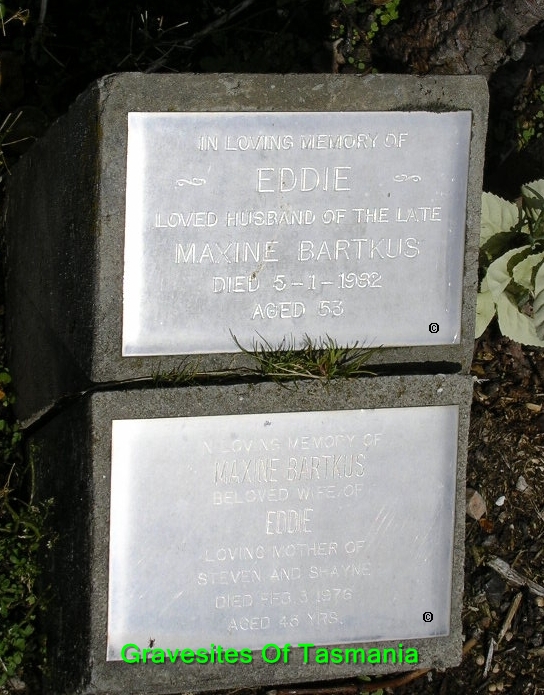 IN LOVING MEMORY OF
EDDIE
LOVED HUSBAND OF THE LATE
MAXINE BARTKUS
DIED 5-1-1982
AGED 53
©
IN LOVING MEMORY OF
MAXINE BARTKUS
BELOVED WIFE OF
EDDIE
LOVING MOTHER OF
STEVEN AND SHAYNE
DIED FEB. 3 1976
AGED YRS.
©
Gravesites Of Tasmania